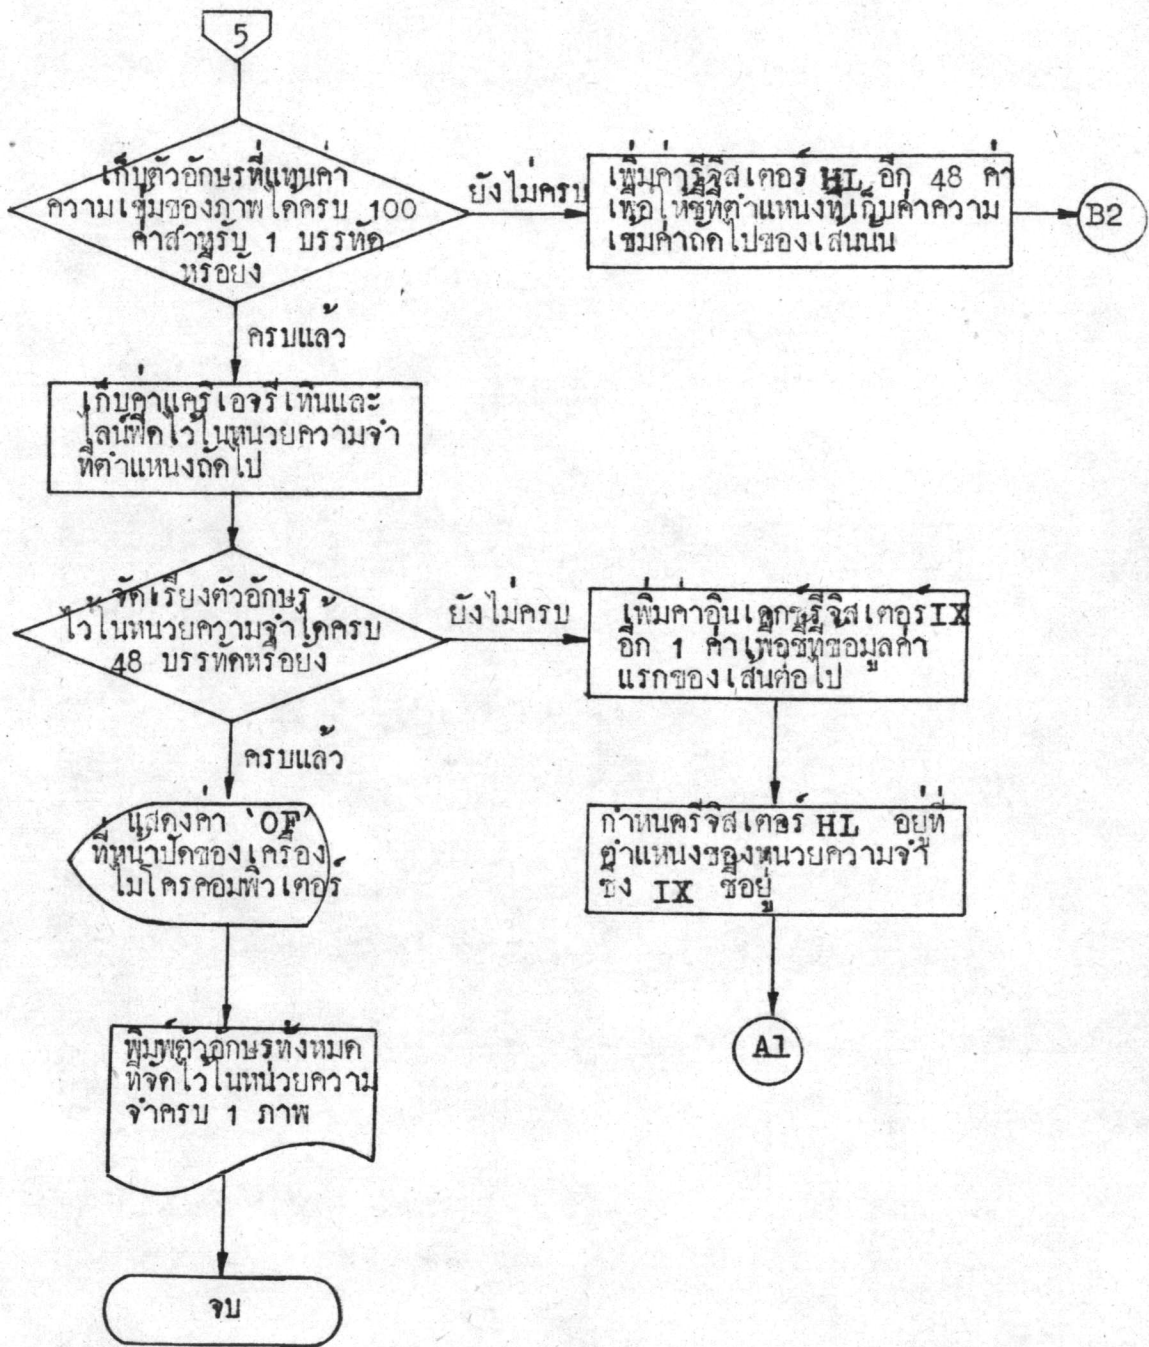 5
เก็บตัวอักษรที่แทนค่า
ความเข้มของภาพได้ครบ 100
ค่าสำหรับ 1 บรรทัด
หรือยัง
ยังไม่ครบ
เพิ่มค่ารีจิสเตอร์ HL อีก 48 ค่า
เพื่อให้ชี้ที่ตำแหน่งที่เก็บค่าความ
เข้มค่าถัดไปของเส้นนั้น
B2
ครบแล้ว
เก็บค่าแคริเอจรีเทินและ
ไลน์ฟีดไว้ในหน่วยความจำ
ที่ตำแหน่งถัดไป
จัดเรียงตัวอักษร
ไว้ในหน่วยความจำได้ครบ
48 บรรทัดหรือยัง
ยังไม่ครบ
เพิ่มค่าอินเดกซ์รีจิสเตอร์ IX
อีก 1 ค่าเพื่อชี้ที่ข้อมูลค่า
แรกของเส้นต่อไป
ครบแล้ว
แสดงค่า 'OF'
ที่หน้าปัดของเครื่อง
ไมโครคอมพิวเตอร์
กำหนดรีจิสเตอร์ HL อยู่ที่
ตำแหน่งของหน่วยความจำ
ซึ่ง IX ชี้อยู่
A1
พิมพ์ตัวอักษรทั้งหมด
ที่จัดไว้ในหน่วยความ
จำครบ 1 ภาพ
จบ